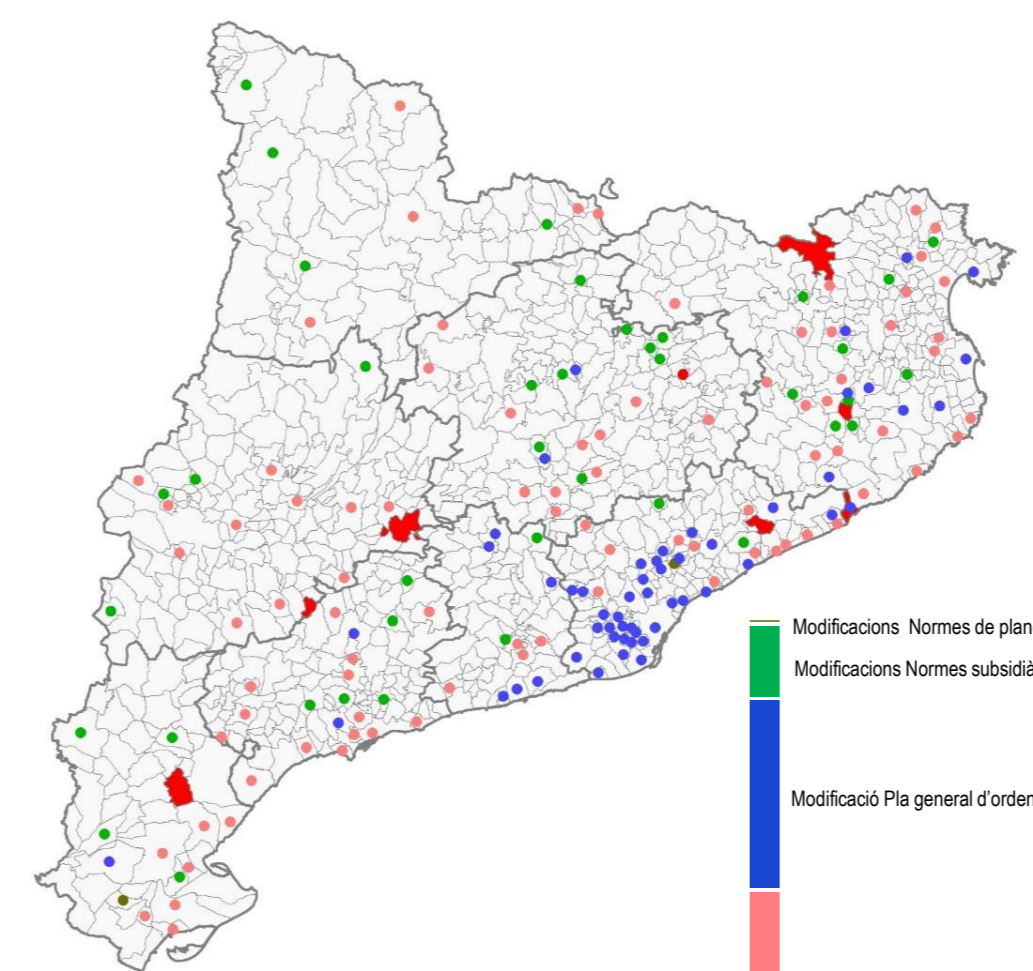 Modificacions Normes de plan
Modificacions Normes subsidià
Modificació Pla general d'orden